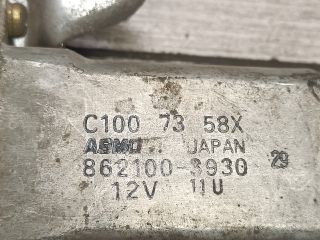 C100 73 58X
ASMO JAPAN
862100-3930 29
12V 11U